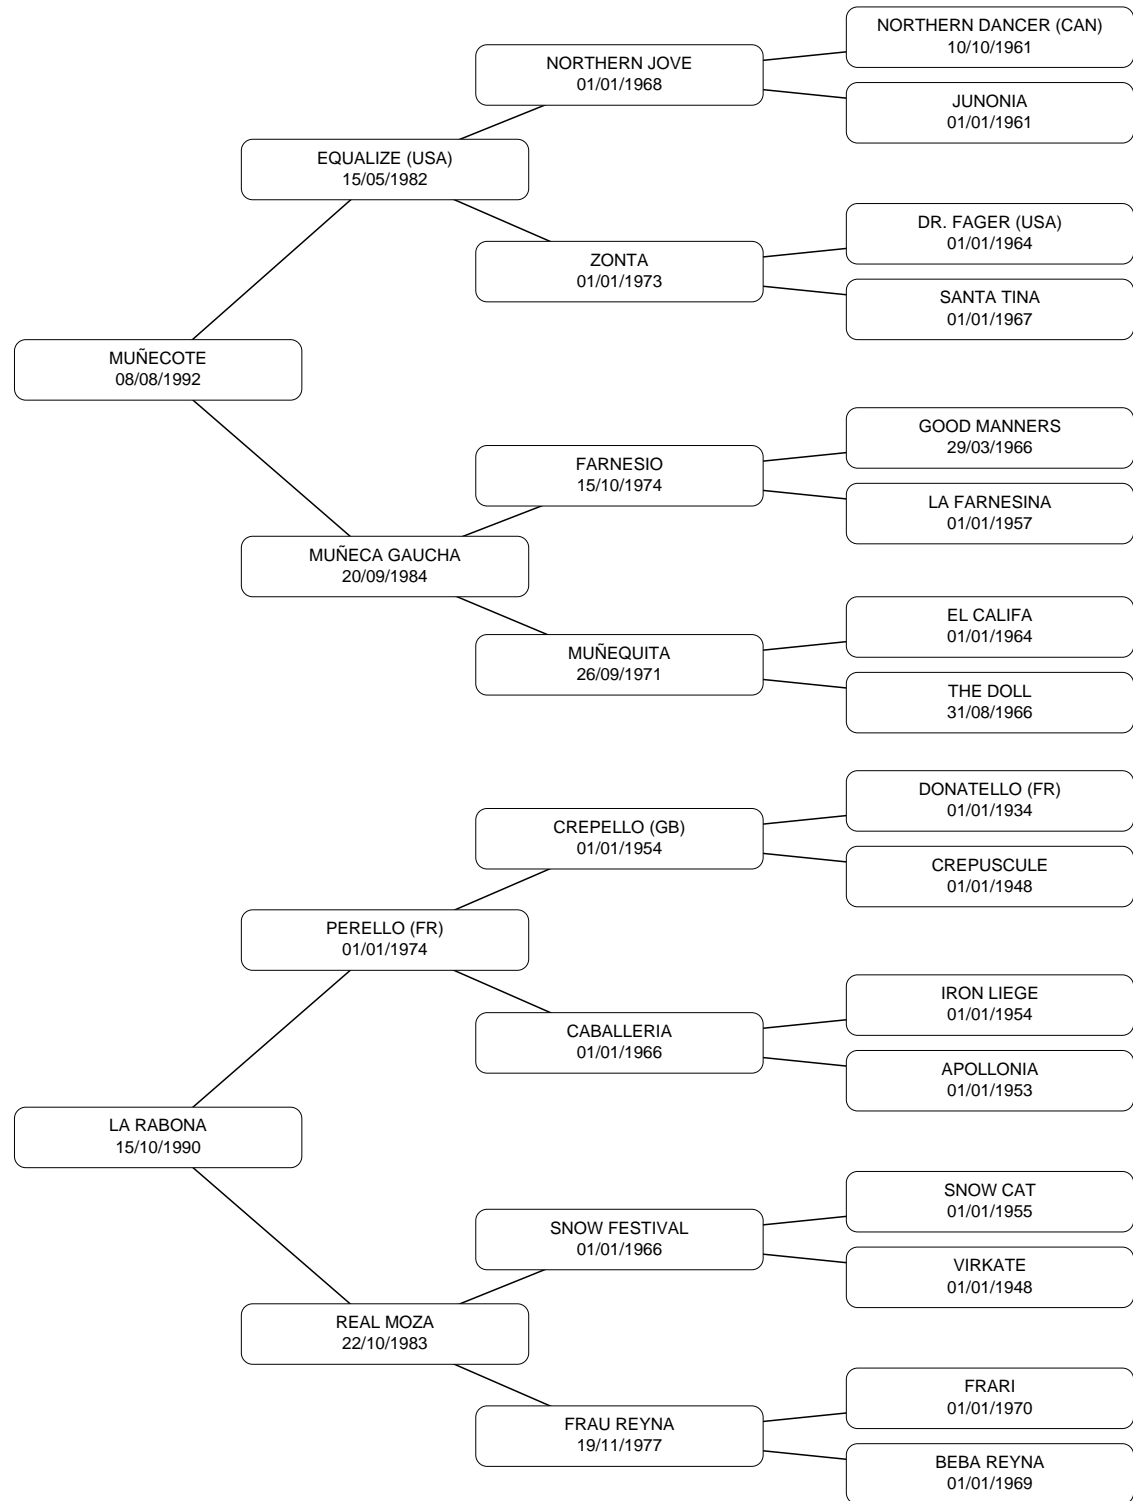 NORTHERN DANCER (CAN)
10/10/1961
NORTHERN JOVE
01/01/1968
JUNONIA
01/01/1961
EQUALIZE (USA)
15/05/1982
DR. FAGER (USA)
01/01/1964
ZONTA
01/01/1973
SANTA TINA
01/01/1967
MUÑECOTE
08/08/1992
GOOD MANNERS
29/03/1966
FARNESIO
15/10/1974
LA FARNESINA
01/01/1957
MUÑECA GAUCHA
20/09/1984
EL CALIFA
01/01/1964
MUÑEQUITA
26/09/1971
THE DOLL
31/08/1966
DONATELLO (FR)
01/01/1934
CREPELLO (GB)
01/01/1954
CREPUSCULE
01/01/1948
PERELLO (FR)
01/01/1974
IRON LIEGE
01/01/1954
CABALLERIA
01/01/1966
APOLLONIA
01/01/1953
LA RABONA
15/10/1990
SNOW CAT
01/01/1955
SNOW FESTIVAL
01/01/1966
VIRKATE
01/01/1948
REAL MOZA
22/10/1983
FRARI
01/01/1970
FRAU REYNA
19/11/1977
BEBA REYNA
01/01/1969